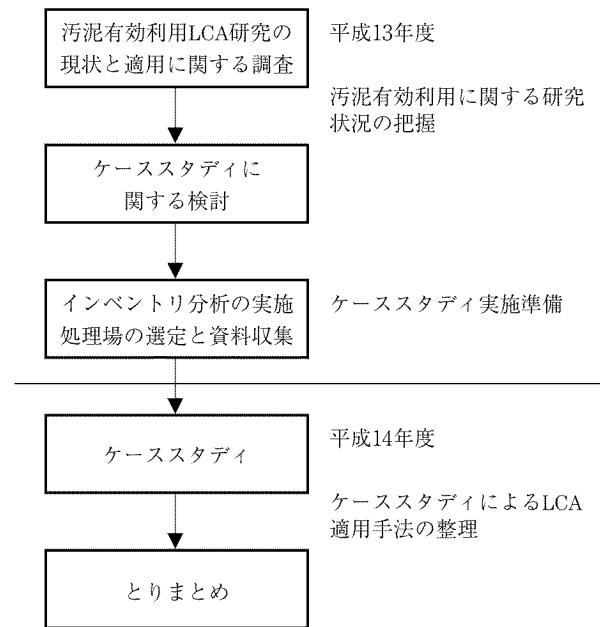 汚泥有効利用LCA研究の
現状と適用に関する調査
平成13年度
汚泥有効利用に関する研究
状況の把握
ケーススタディに
関する検討
インベントリ分析の実施
処理場の選定と資料収集
ケーススタディ実施準備
平成14年度
ケーススタディ
ケーススタディによるLCA
適用手法の整理
とりまとめ